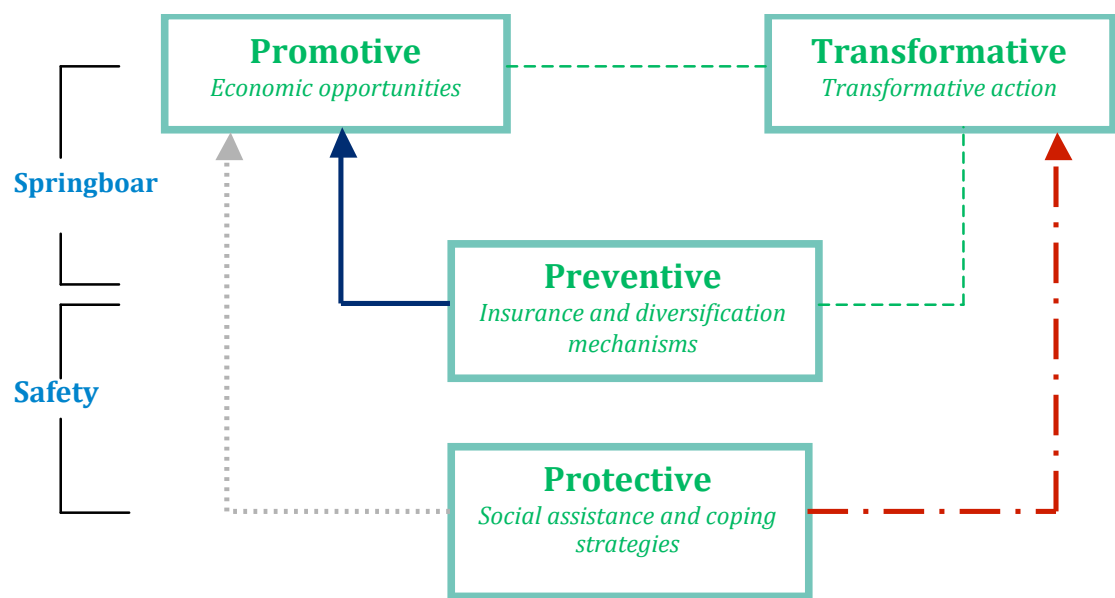 Promotive
Economic opportunities
Transformative
Transformative action
Springboar
Preventive
Insurance and diversification
mechanisms
Safety
Protective
Social assistance and coping
strategies